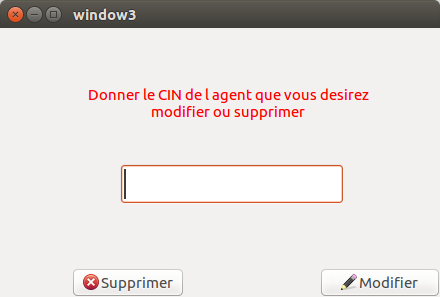 window3
Donner le CIN de l agent que vous desirez
modifier ou supprimer
Supprimer
Modifier